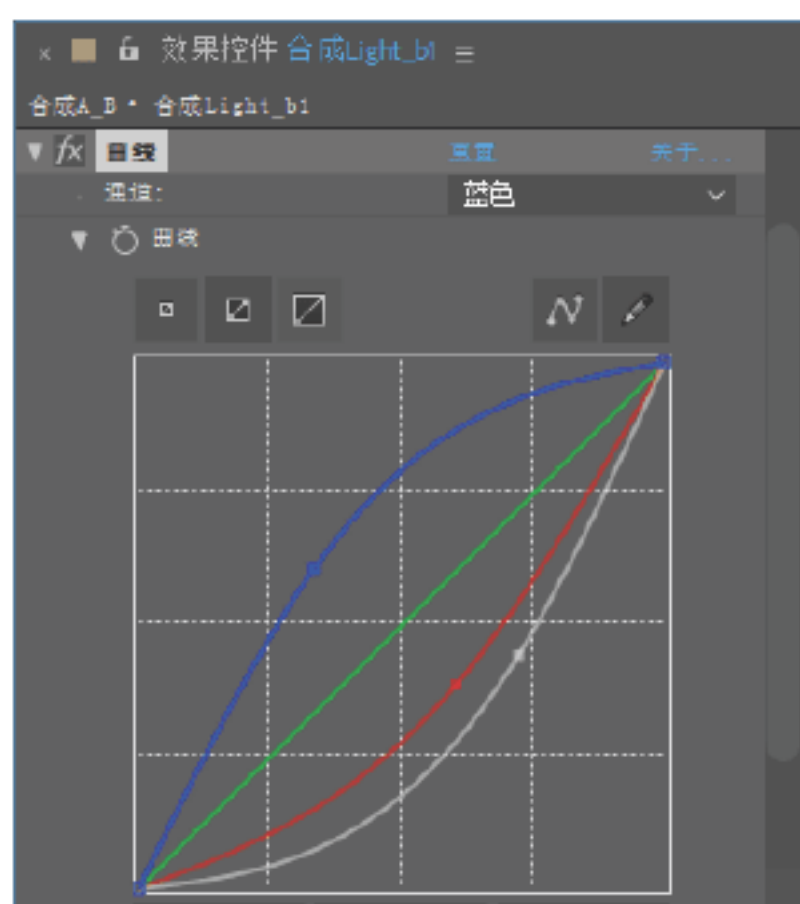 效果控件 合成Light_b1
合成A_B • 合成Light_b1
fx 曲线 重置 关于...
通道: 蓝色
曲线